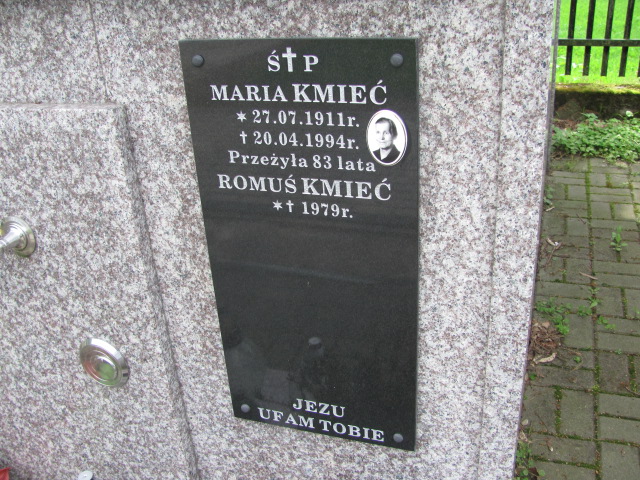 Ś✝P
MARIA KMIEĆ
✶ 27.07.1911r.
✝ 20.04.1994r.
Przeżyła 83 lata
ROMUŚ KMIEĆ
✶✝ 1979r.
JEZU
UFAM TOBIE